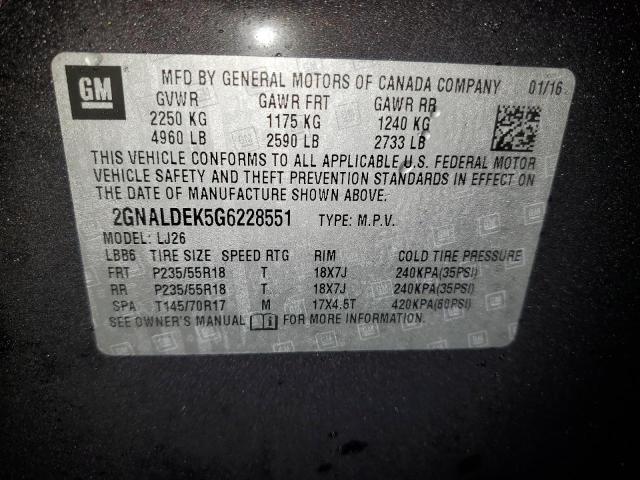 GM MFD BY GENERAL MOTORS OF CANADA COMPANY 01/16
GVWR GAWR FRT GAWR RR
2250 KG 1175 KG 1240 KG
4960 LB 2590 LB 2733 LB
THIS VEHICLE CONFORMS TO ALL APPLICABLE U.S. FEDERAL MOTOR
VEHICLE SAFETY AND THEFT PREVENTION STANDARDS IN EFFECT ON
THE DATE OF MANUFACTURE SHOWN ABOVE.
2GNALDEK5G6228551 TYPE: M.P.V.
MODEL: LJ26
LBB6 TIRE SIZE SPEED RTG RIM COLD TIRE PRESSURE
FRT P235/55R18 T 18X7J 240KPA(35PSI)
RR P235/55R18 T 18X7J 240KPA(35PSI)
SPA T145/70R17 M 17X4.5T 420KPA(60PSI)
SEE OWNER'S MANUAL FOR MORE INFORMATION.